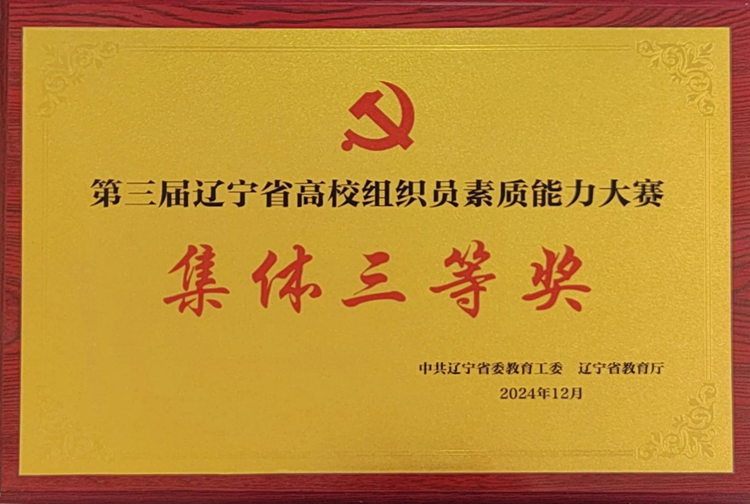 第三届辽宁省高校组织员素质能力大赛
集体三等奖
中共辽宁省委教育工委 辽宁省教育厅
2024年12月